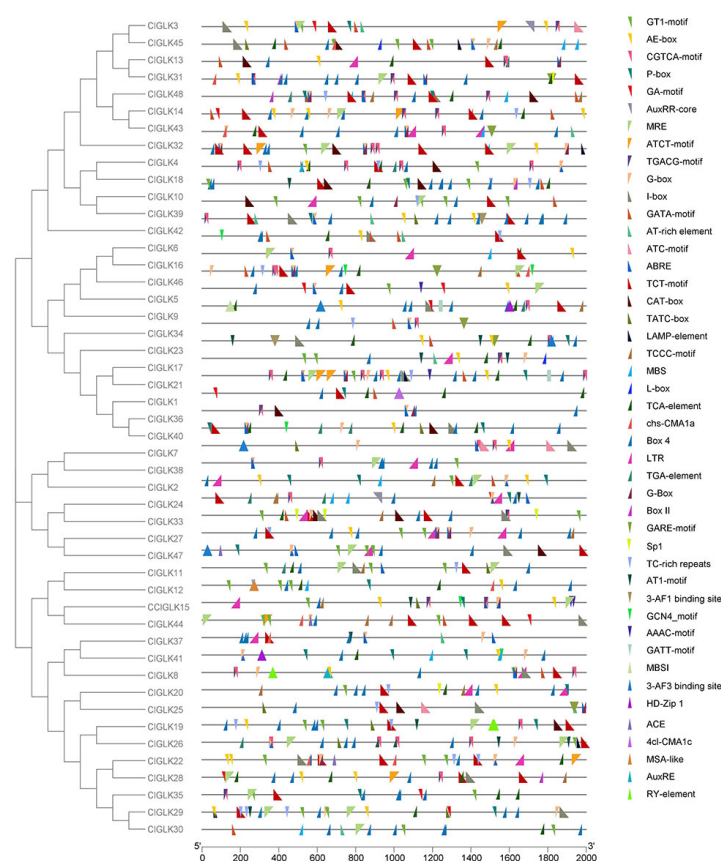 ClGLK3
ClGLK45
ClGLK13
ClGLK31
ClGLK48
ClGLK14
ClGLK43
ClGLK32
ClGLK4
ClGLK18
ClGLK10
ClGLK39
ClGLK42
ClGLK6
ClGLK16
ClGLK46
ClGLK5
ClGLK9
ClGLK34
ClGLK23
ClGLK17
ClGLK21
ClGLK1
ClGLK36
ClGLK40
ClGLK7
ClGLK38
ClGLK2
ClGLK24
ClGLK33
ClGLK27
ClGLK47
ClGLK11
ClGLK12
CClGLK15
ClGLK44
ClGLK37
ClGLK41
ClGLK8
ClGLK20
ClGLK25
ClGLK19
ClGLK26
ClGLK22
ClGLK28
ClGLK35
ClGLK29
ClGLK30
5' 3'
0 200 400 600 800 1000 1200 1400 1600 1800 2000
GT1-motif
AE-box
CGTCA-motif
P-box
GA-motif
AuxRR-core
MRE
ATCT-motif
TGACG-motif
G-box
I-box
GATA-motif
AT-rich element
ATC-motif
ABRE
TCT-motif
CAT-box
TATC-box
LAMP-element
TCCC-motif
MBS
L-box
TCA-element
chs-CMA1a
Box 4
LTR
TGA-element
G-Box
Box II
GARE-motif
Sp1
TC-rich repeats
AT1-motif
3-AF1 binding site
GCN4_motif
AAAC-motif
GATT-motif
MBSI
3-AF3 binding site
HD-Zip 1
ACE
4cl-CMA1c
MSA-like
AuxRE
RY-element